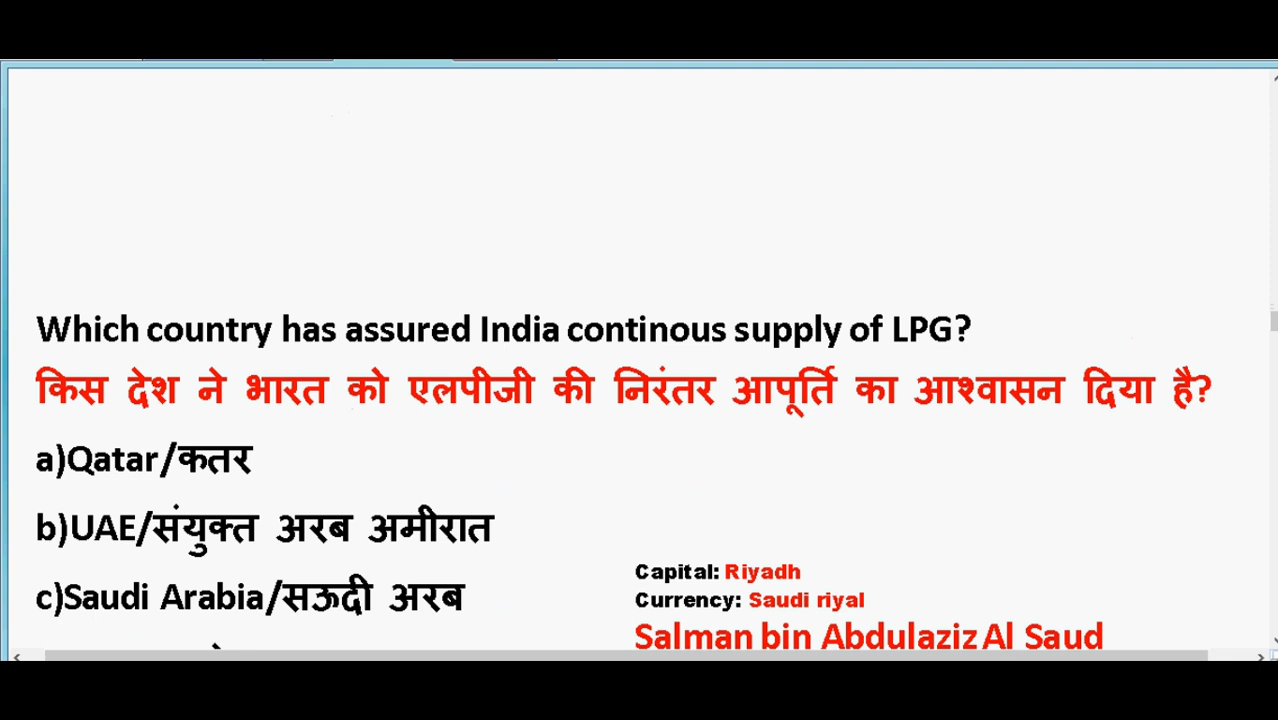 Which country has assured India continous supply of LPG?
किस देश ने भारत को एलपीजी की निरंतर आपूर्ति का आश्वासन दिया है?
a)Qatar/कतर
b)UAE/संयुक्त अरब अमीरात
c)Saudi Arabia/सऊदी अरब
Capital: Riyadh
Currency: Saudi riyal
Salman bin Abdulaziz Al Saud